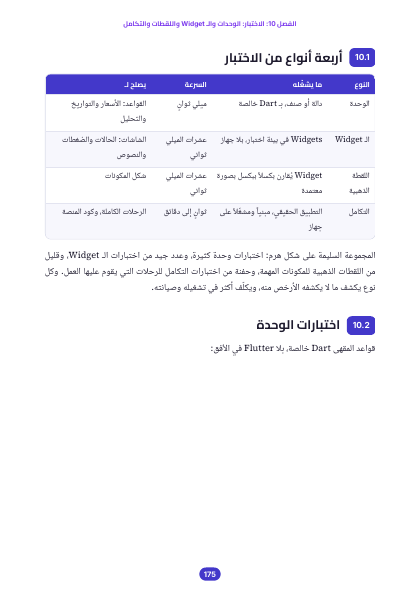 الفصل 10: الاختبار: الوحدات والـ Widget واللقطات والتكامل
10.1 أربعة أنواع من الاختبار
النوع ما يشغّله السرعة يصلح لـ
الوحدة دالة أو صنف، بـ Dart خالصة ميلي ثوانٍ القواعد: الأسعار والتواريخ
والتحليل
الـ Widget Widgets في بيئة اختبار، بلا جهاز عشرات الميلي الشاشات: الحالات والضغطات
ثواني والنصوص
اللقطة Widget يُقارن بكسلاً ببكسل بصورة عشرات الميلي شكل المكونات
الذهبية معتمدة ثواني
التكامل التطبيق الحقيقي، مبنياً ومشغّلاً على ثوانٍ إلى دقائق الرحلات الكاملة، وكود المنصة
جهاز
المجموعة السليمة على شكل هرم: اختبارات وحدة كثيرة، وعدد جيد من اختبارات الـ Widget، وقليل
من اللقطات الذهبية للمكونات المهمة، وحفنة من اختبارات التكامل للرحلات التي يقوم عليها العمل. وكل
نوع يكشف ما لا يكشفه الأرخص منه، ويكلّف أكثر في تشغيله وصيانته.
10.2 اختبارات الوحدة
قواعد المقهى Dart خالصة، بلا Flutter في الأفق:
175